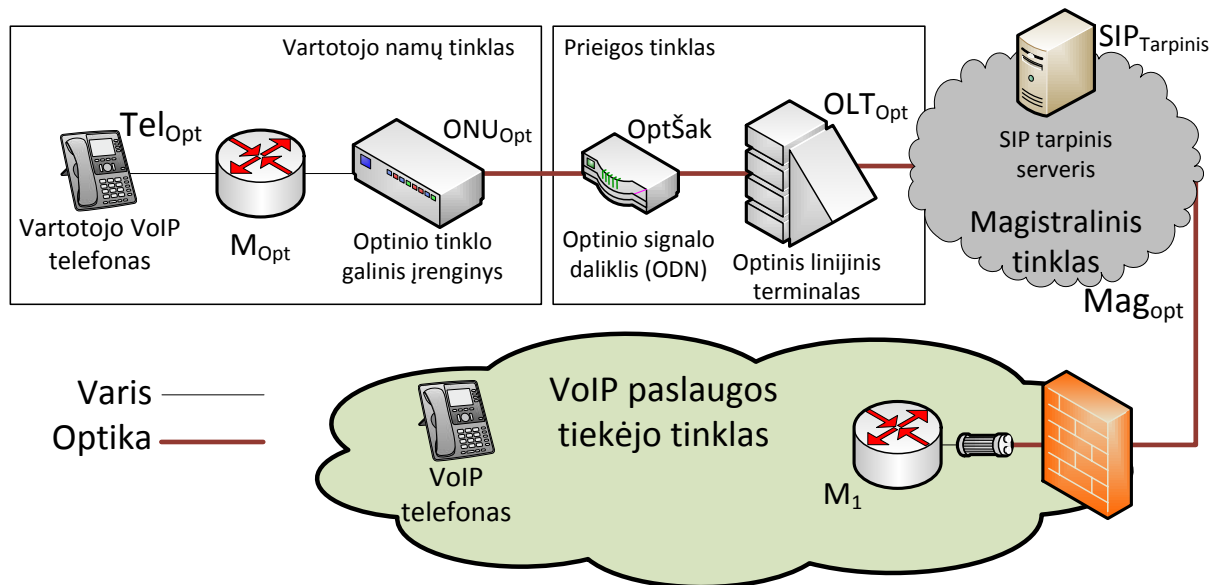 Vartotojo namų tinklas
Prieigos tinklas
SIPTarpinis
TelOpt
ONUOpt
OptŠak
OLTOpt
SIP tarpinis
serveris
Vartotojo VoIP
telefonas
MOpt
Optinio tinklo
galinis įrenginys
Optinio signalo
daliklis (ODN)
Optinis linijinis
terminalas
Magistralinis
tinklas
Magopt
Varis
Optika
VoIP paslaugos
tiekėjo tinklas
VoIP
telefonas
M1